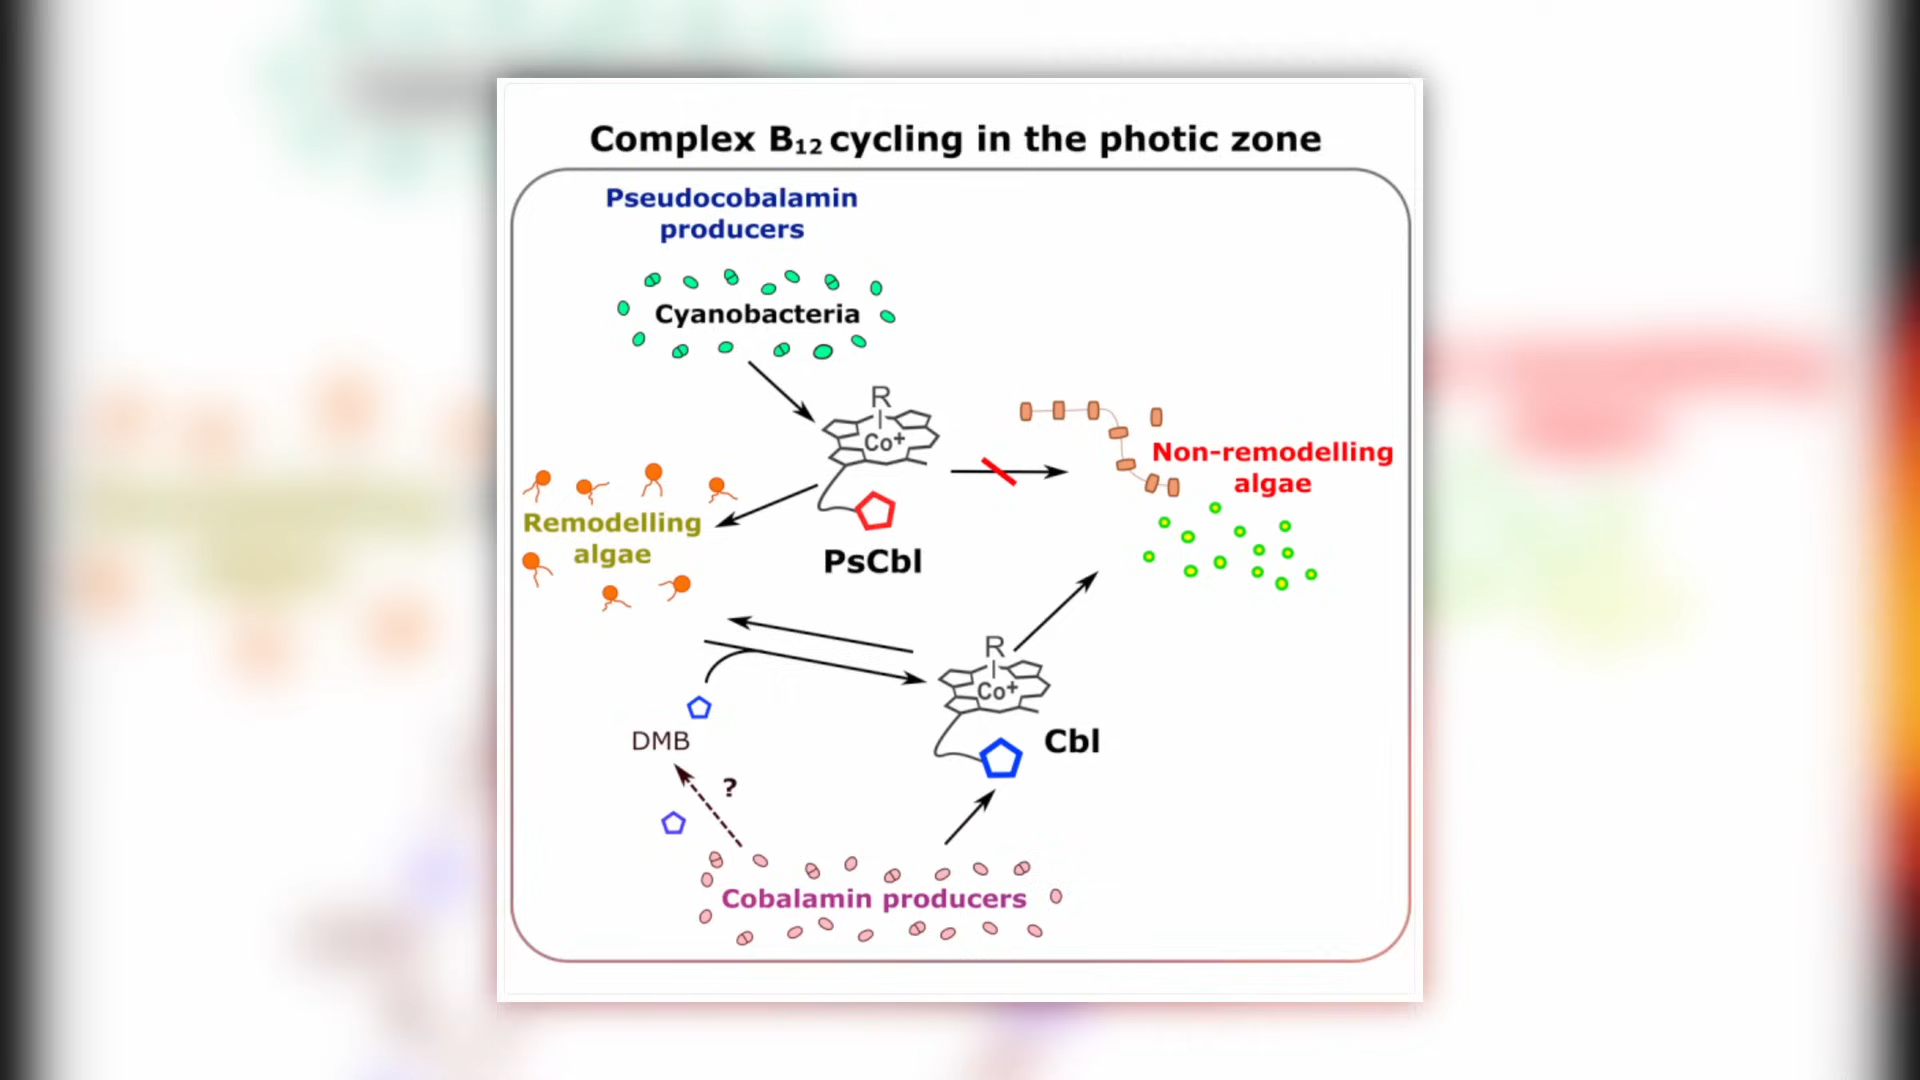 Complex B₁₂ cycling in the photic zone
Pseudocobalamin
producers
Cyanobacteria
R
Co⁺
PsCbl
Non-remodelling
algae
Remodelling
algae
R
Co⁺
Cbl
DMB
?
Cobalamin producers